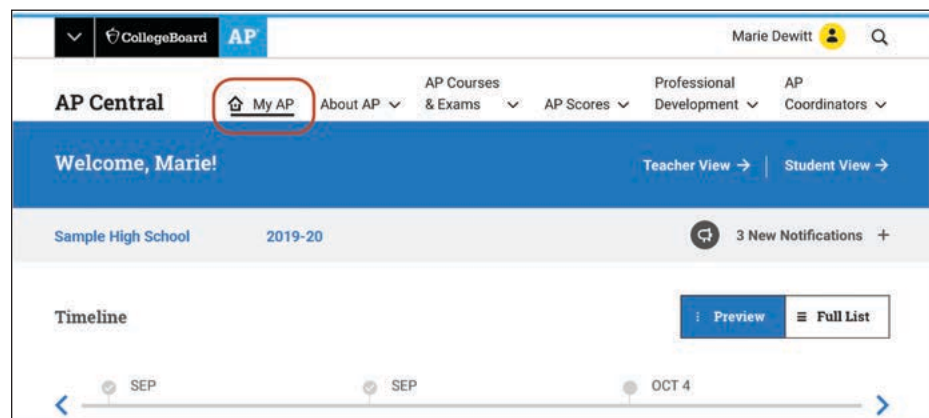 CollegeBoard AP
Marie Dewitt
AP Central
My AP
About AP
AP Courses
& Exams
AP Scores
Professional
Development
AP
Coordinators
Welcome, Marie!
Teacher View → | Student View →
Sample High School
2019-20
3 New Notifications +
Timeline
Preview
Full List
SEP
SEP
OCT 4